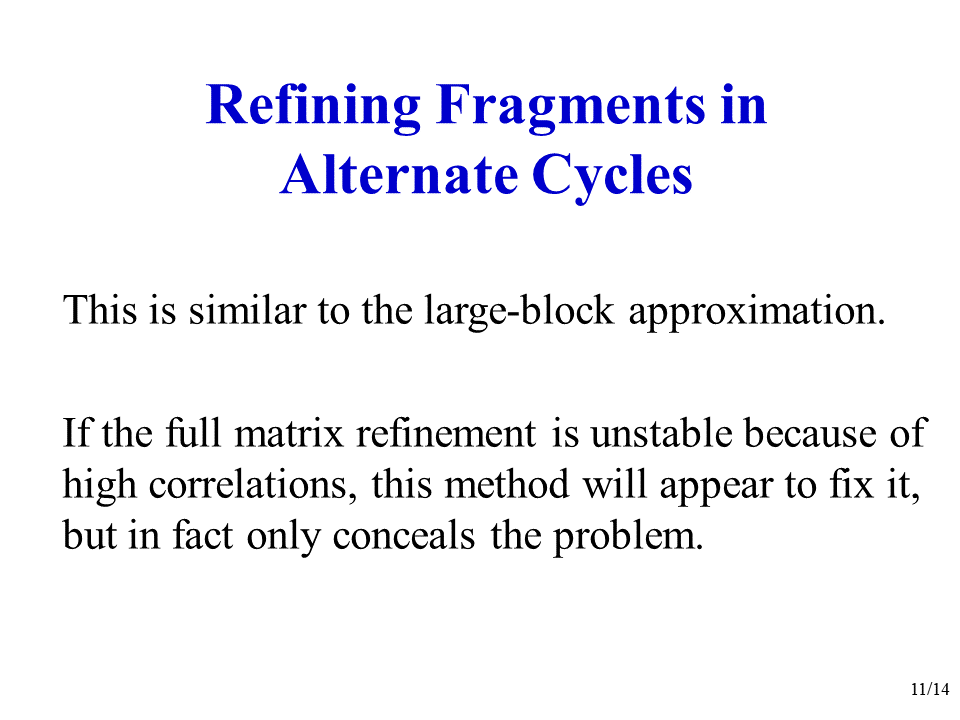 Refining Fragments in
Alternate Cycles
This is similar to the large-block approximation.
If the full matrix refinement is unstable because of
high correlations, this method will appear to fix it,
but in fact only conceals the problem.
11/14